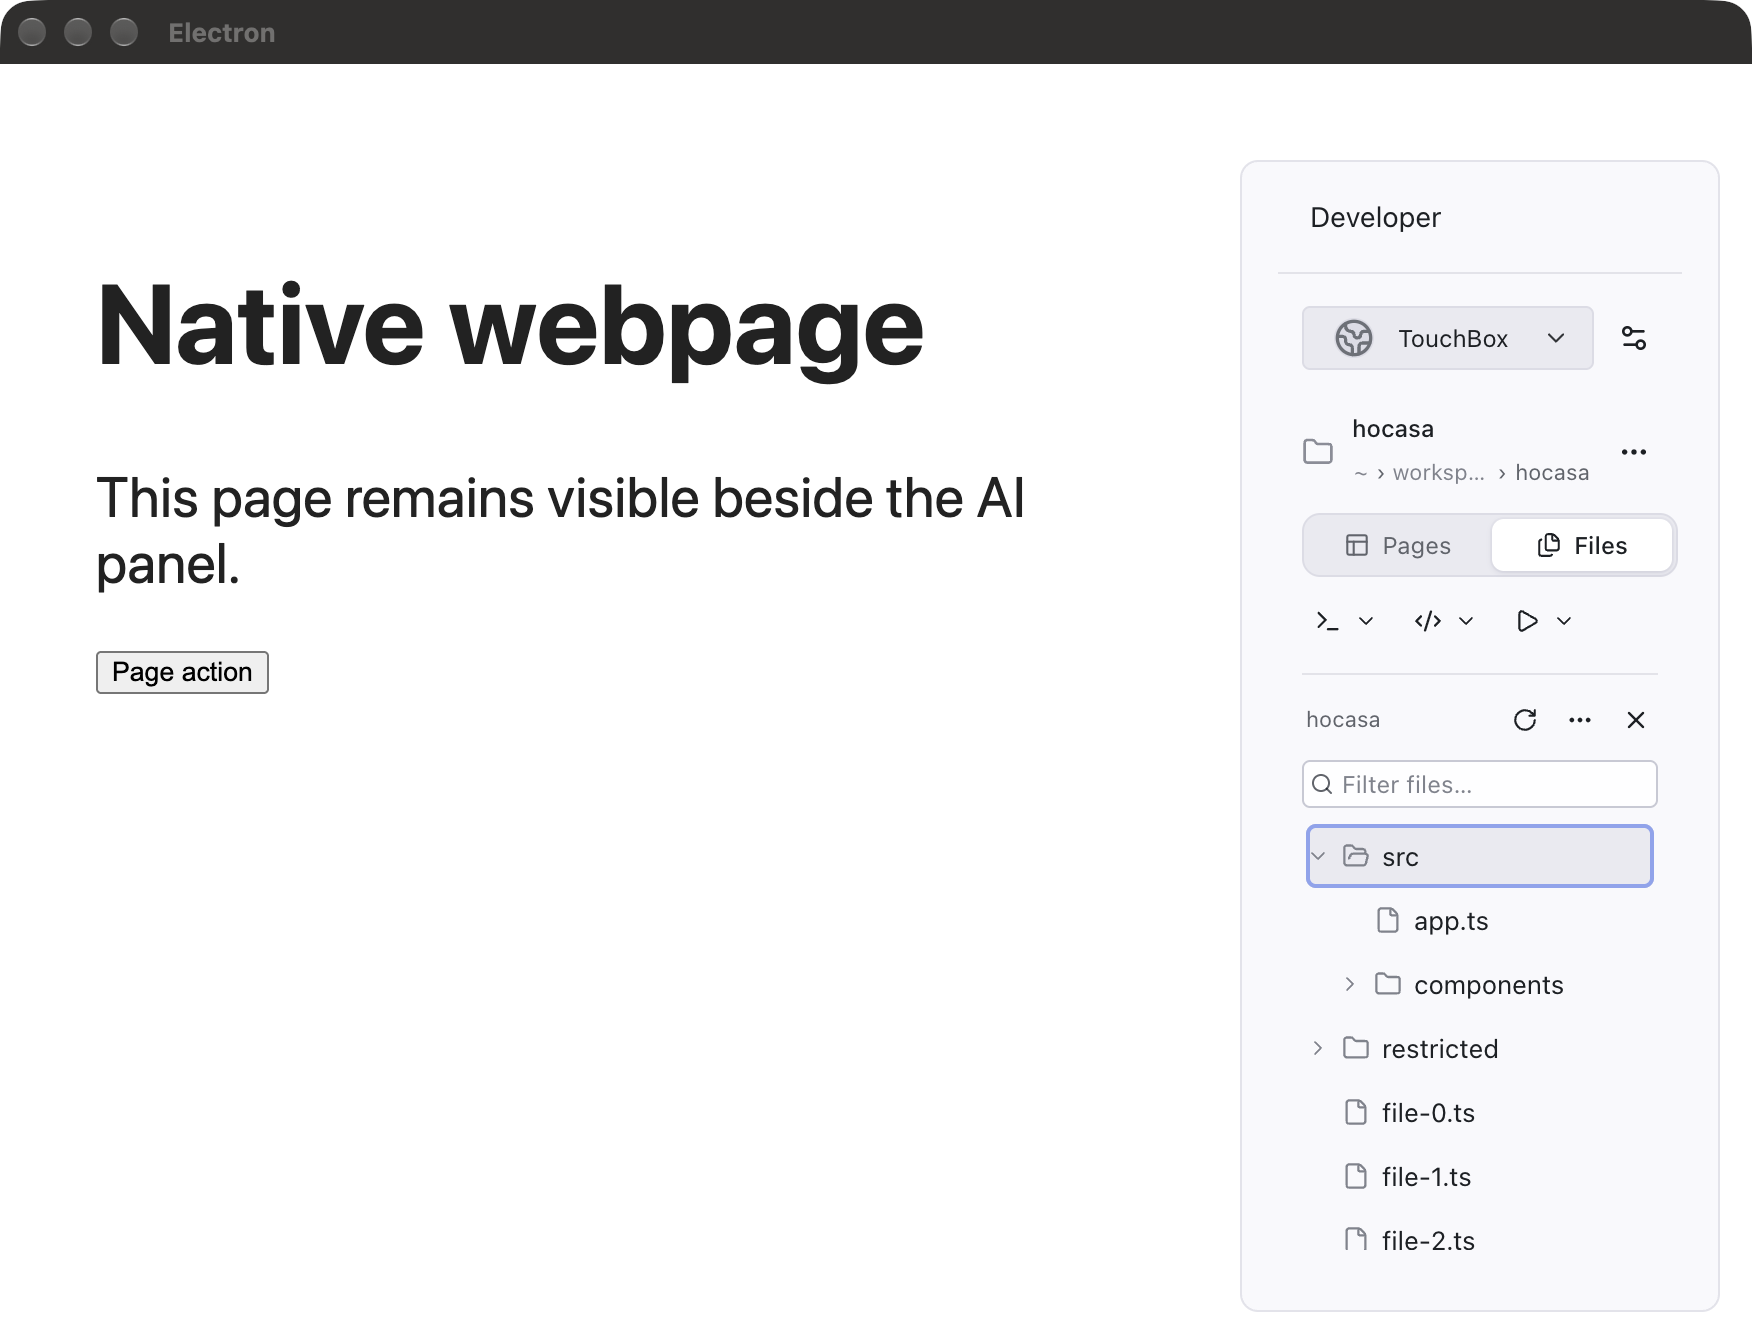 Electron
Native webpage
This page remains visible beside the AI
panel.
Page action
Developer
TouchBox
hocasa
~ › worksp... › hocasa
Pages
Files
hocasa
Filter files...
src
app.ts
components
restricted
file-0.ts
file-1.ts
file-2.ts